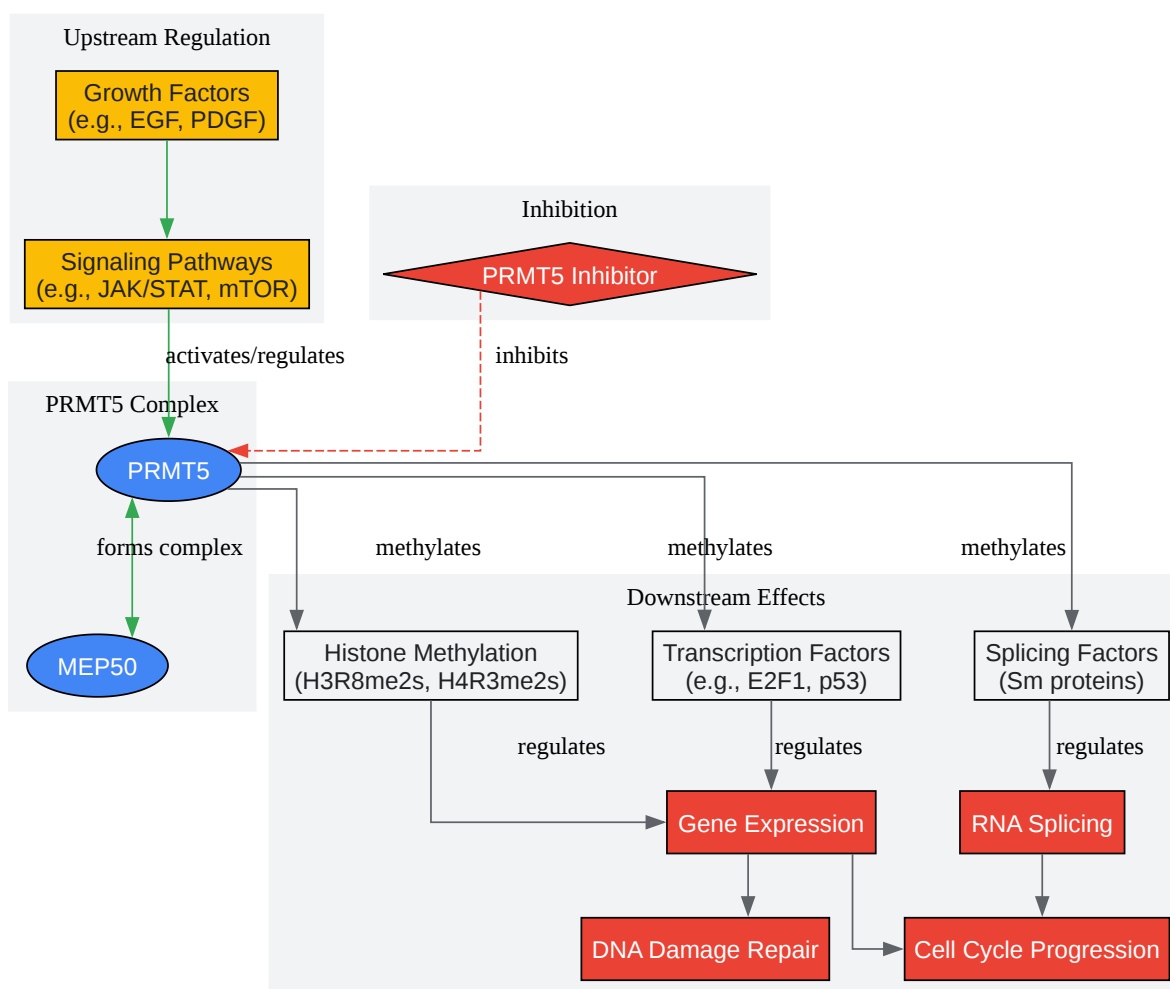 Upstream Regulation
Growth Factors
(e.g., EGF, PDGF)
Signaling Pathways
(e.g., JAK/STAT, mTOR)
Inhibition
PRMT5 Inhibitor
activates/regulates
inhibits
PRMT5 Complex
PRMT5
forms complex
MEP50
methylates
methylates
methylates
Downstream Effects
Histone Methylation
(H3R8me2s, H4R3me2s)
Transcription Factors
(e.g., E2F1, p53)
Splicing Factors
(Sm proteins)
regulates
regulates
regulates
Gene Expression
RNA Splicing
DNA Damage Repair
Cell Cycle Progression